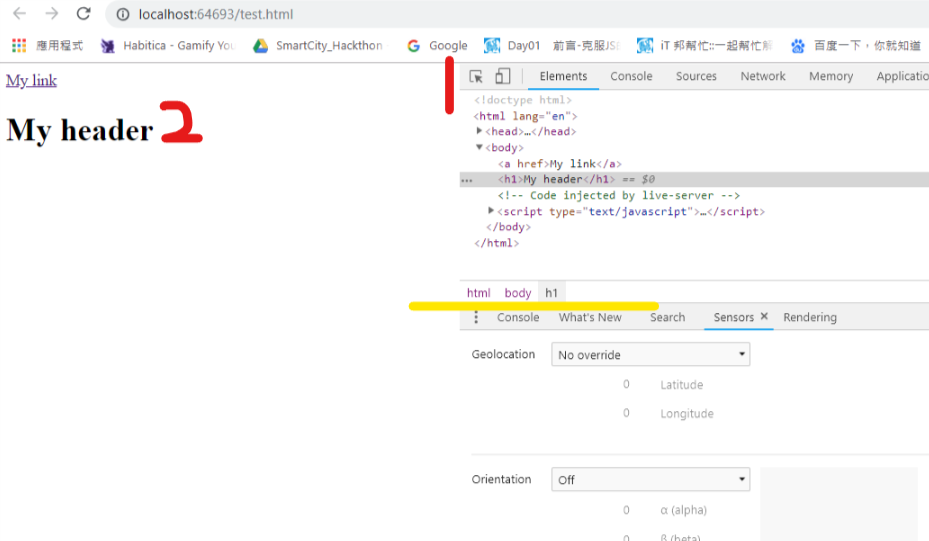 localhost:64693/test.html
應用程式 Habitica - Gamify You SmartCity_Hackthon Google Day01 前言-克服JS iT 邦幫忙::一起幫忙解 百度一下，你就知道
My link
My header 2
Elements Console Sources Network Memory Applicatio
<!doctype html>
<html lang="en">
<head>…</head>
<body>
<a href>My link</a>
<h1>My header</h1> == $0
<!-- Code injected by live-server -->
<script type="text/javascript">…</script>
</body>
</html>
html body h1
Console What's New Search Sensors × Rendering
Geolocation No override
0 Latitude
0 Longitude
Orientation Off
0 α (alpha)
0 β (beta)